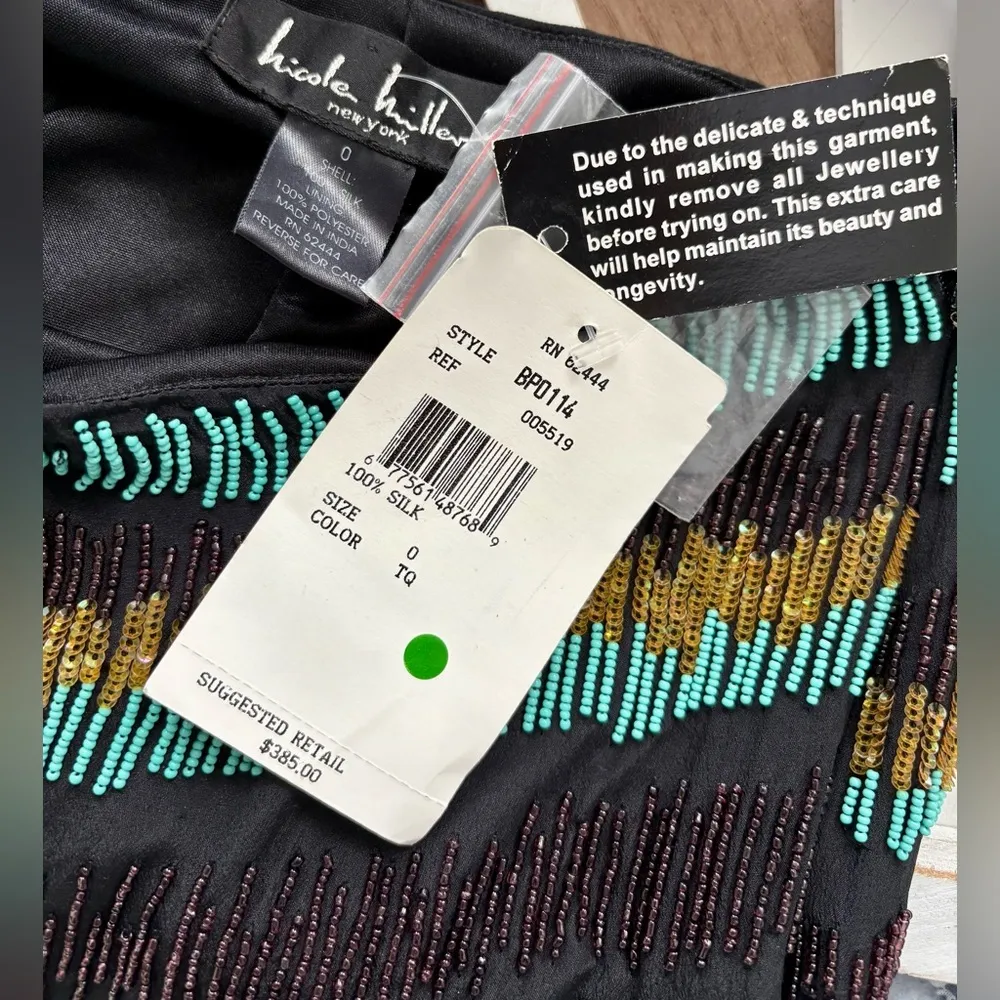 nicole miller
new york
0
SHELL:
100% SILK
LINING:
100% POLYESTER
MADE IN INDIA
RN 62444
REVERSE FOR CARE
Due to the delicate & technique
used in making this garment,
kindly remove all Jewellery
before trying on. This extra care
will help maintain its beauty and
longevity.
RN 62444
STYLE BP0114
REF 005519
6 77561 48768 9
100% SILK
SIZE 0
COLOR TQ
SUGGESTED RETAIL
$385.00